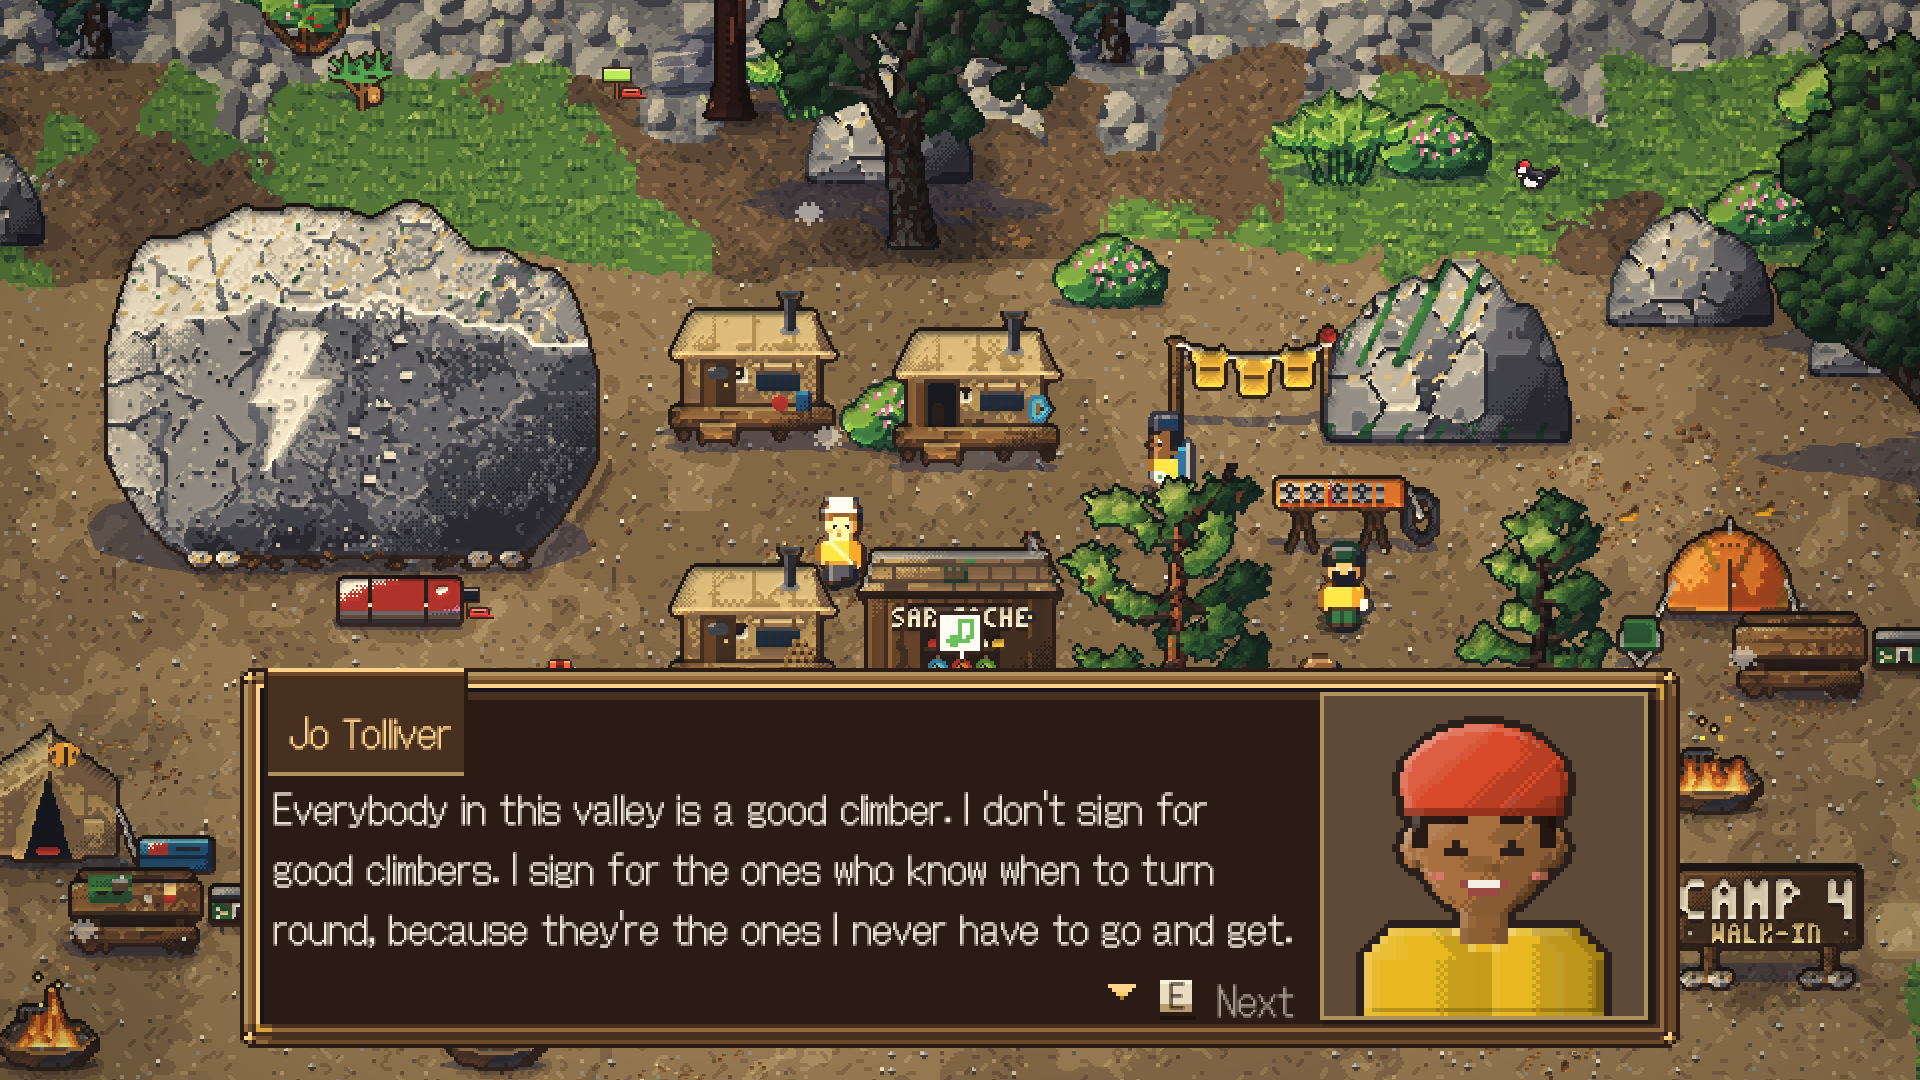 SAR CHE
Jo Tolliver
Everybody in this valley is a good climber. I don't sign for
good climbers. I sign for the ones who know when to turn
round, because they're the ones I never have to go and get.
E Next
CAMP 4
WALK-IN